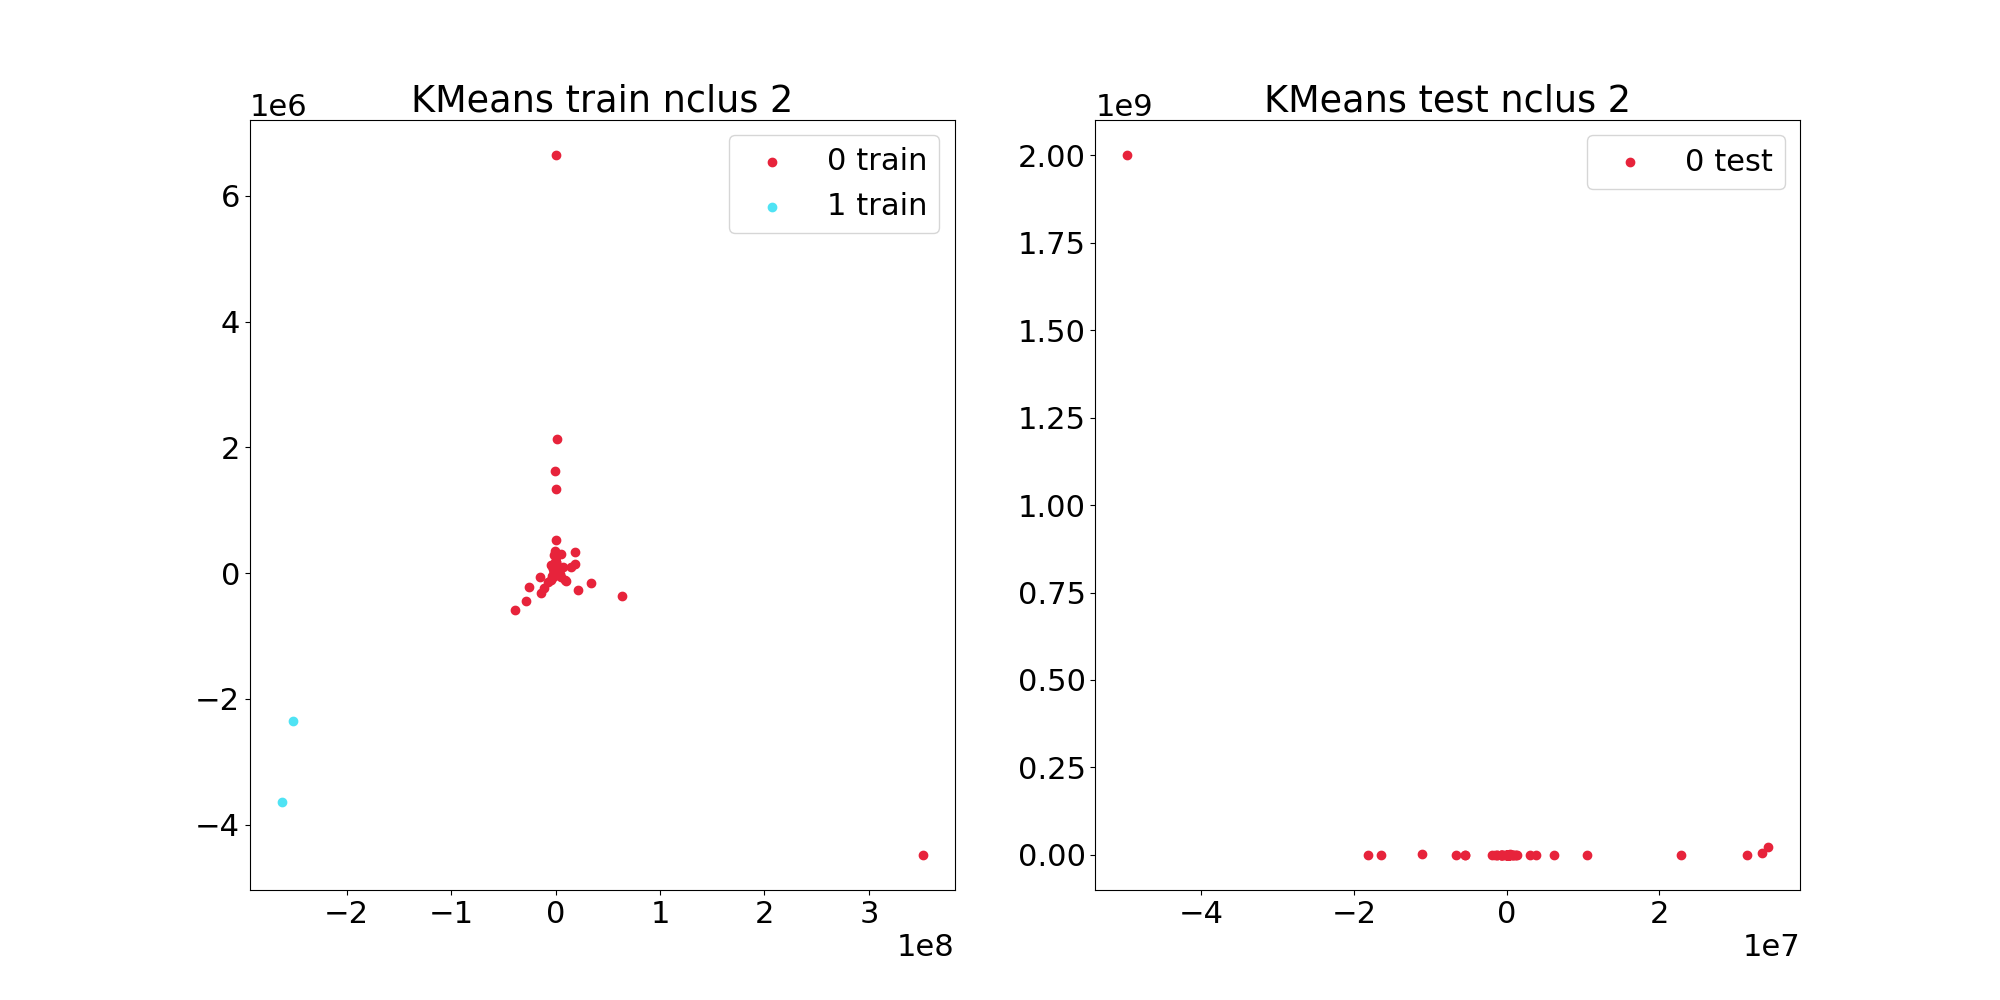 KMeans train nclus 2
1e6
0 train
1 train
6
4
2
0
−2
−4
−2
−1
0
1
2
3
1e8
KMeans test nclus 2
1e9
0 test
2.00
1.75
1.50
1.25
1.00
0.75
0.50
0.25
0.00
−4
−2
0
2
1e7